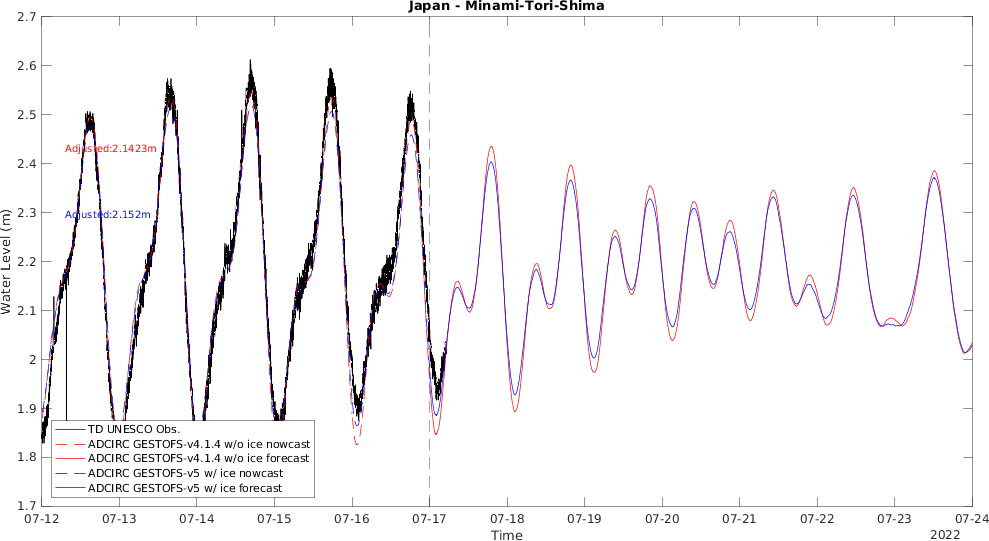 Japan - Minami-Tori-Shima
2.7
2.6
2.5
2.4
2.3
2.2
2.1
2
1.9
1.8
1.7
Water Level (m)
Adjusted:2.1423m
Adjusted:2.152m
TD UNESCO Obs.
ADCIRC GESTOFS-v4.1.4 w/o ice nowcast
ADCIRC GESTOFS-v4.1.4 w/o ice forecast
ADCIRC GESTOFS-v5 w/ ice nowcast
ADCIRC GESTOFS-v5 w/ ice forecast
07-12 07-13 07-14 07-15 07-16 07-17 07-18 07-19 07-20 07-21 07-22 07-23 07-24
Time
2022